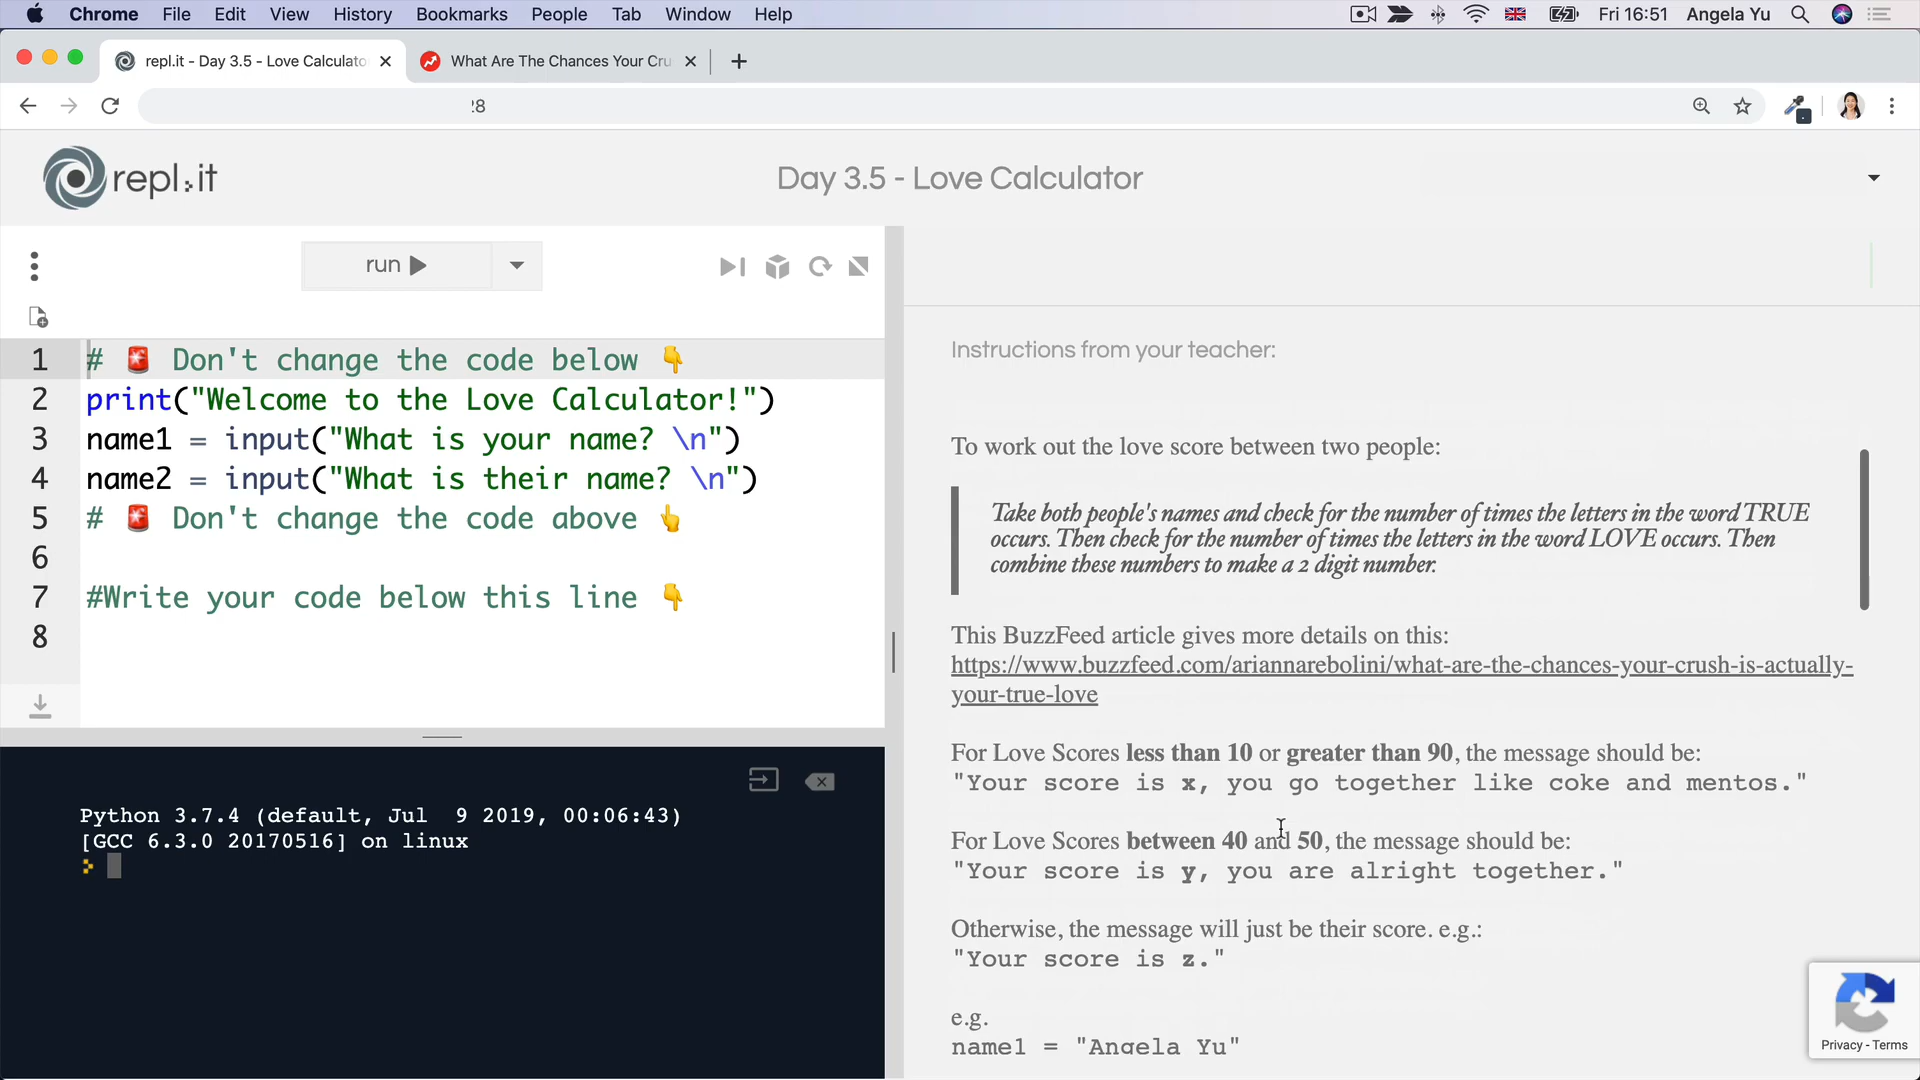 Chrome File Edit View History Bookmarks People Tab Window Help Fri 16:51 Angela Yu
repl.it - Day 3.5 - Love Calculato
What Are The Chances Your Cru
28
repl.it
Day 3.5 - Love Calculator
run
1 # 🚨 Don't change the code below 👇
2 print("Welcome to the Love Calculator!")
3 name1 = input("What is your name? \n")
4 name2 = input("What is their name? \n")
5 # 🚨 Don't change the code above 👆
6
7 #Write your code below this line 👇
8
Python 3.7.4 (default, Jul  9 2019, 00:06:43)
[GCC 6.3.0 20170516] on linux
Instructions from your teacher:
To work out the love score between two people:
Take both people's names and check for the number of times the letters in the word TRUE
occurs. Then check for the number of times the letters in the word LOVE occurs. Then
combine these numbers to make a 2 digit number.
This BuzzFeed article gives more details on this:
https://www.buzzfeed.com/ariannarebolini/what-are-the-chances-your-crush-is-actually-
your-true-love
For Love Scores less than 10 or greater than 90, the message should be:
"Your score is x, you go together like coke and mentos."
For Love Scores between 40 and 50, the message should be:
"Your score is y, you are alright together."
Otherwise, the message will just be their score. e.g.:
"Your score is z."
e.g.
name1 = "Angela Yu"
Privacy - Terms